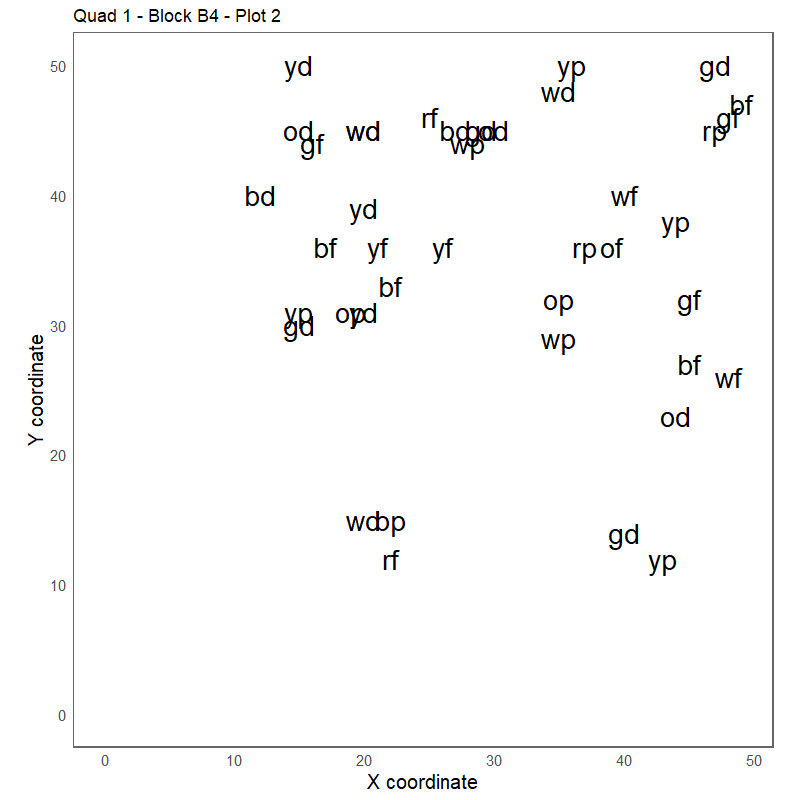 Quad 1 - Block B4 - Plot 2
50
yd
yp
gd
wd
bf
rf
gf
od
wd
bd
gd
od
rp
gf
wp
40
bd
wf
yd
yp
bf
yf
yf
rp
of
bf
op
gf
yp
op
yd
30
gd
wp
bf
wf
od
20
wd
op
gd
rf
yp
10
0
0 10 20 30 40 50
X coordinate
Y coordinate